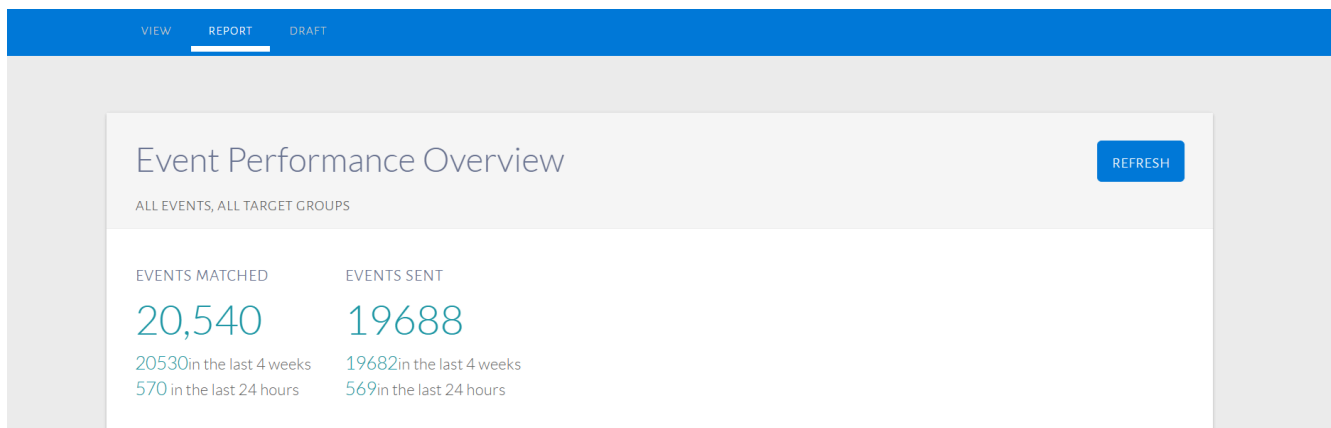 VIEW REPORT DRAFT
Event Performance Overview
REFRESH
ALL EVENTS, ALL TARGET GROUPS
EVENTS MATCHED EVENTS SENT
20,540 19688
20530in the last 4 weeks 19682in the last 4 weeks
570 in the last 24 hours 569in the last 24 hours